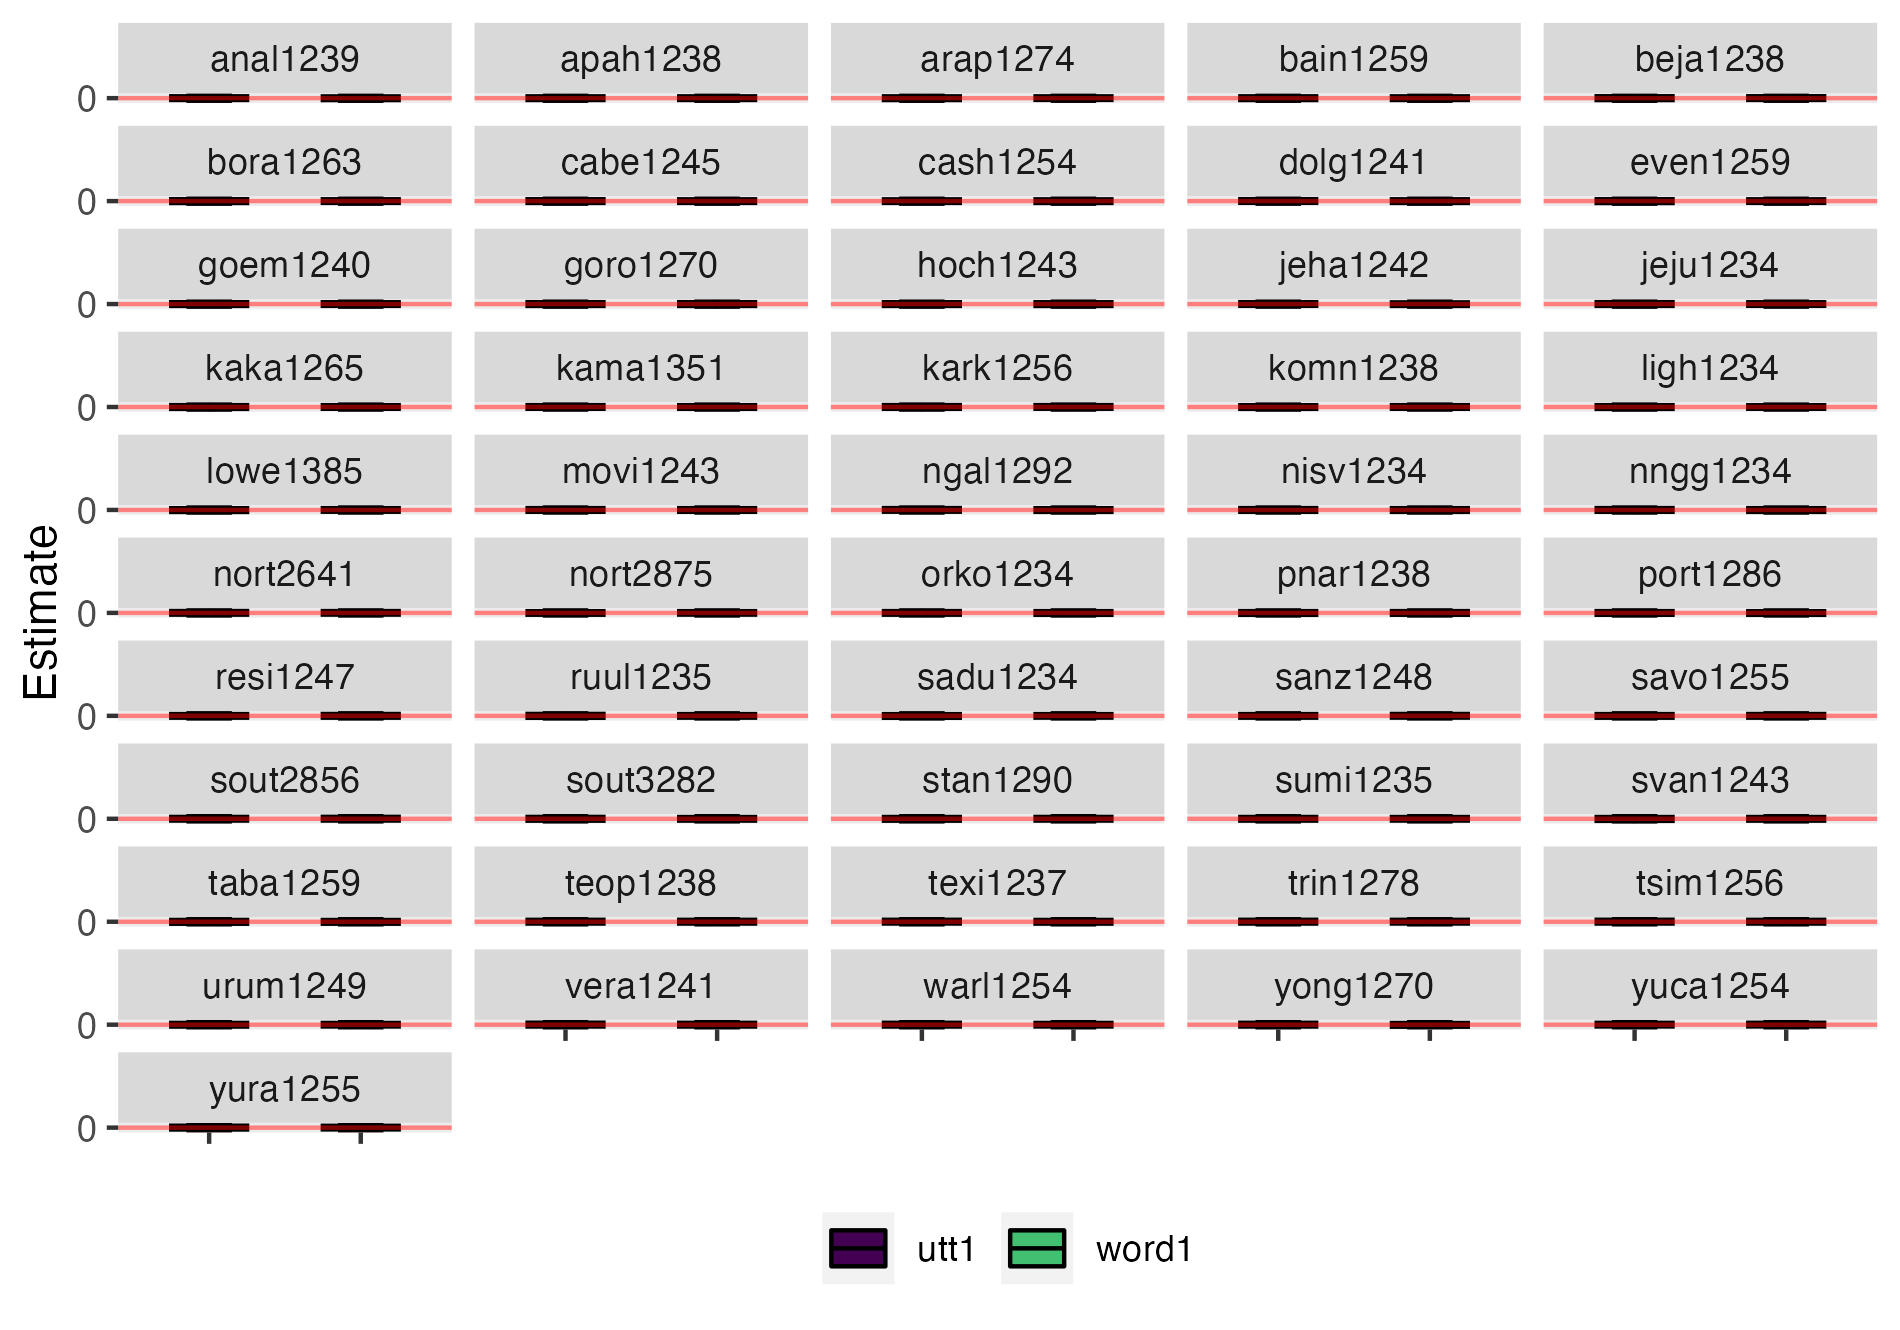 anal1239 apah1238 arap1274 bain1259 beja1238
0
bora1263 cabe1245 cash1254 dolg1241 even1259
0
goem1240 goro1270 hoch1243 jeha1242 jeju1234
0
kaka1265 kama1351 kark1256 komn1238 ligh1234
0
lowe1385 movi1243 ngal1292 nisv1234 nngg1234
0
nort2641 nort2875 orko1234 pnar1238 port1286
0
resi1247 ruul1235 sadu1234 sanz1248 savo1255
0
sout2856 sout3282 stan1290 sumi1235 svan1243
0
taba1259 teop1238 texi1237 trin1278 tsim1256
0
urum1249 vera1241 warl1254 yong1270 yuca1254
0
yura1255
0
Estimate
utt1 word1